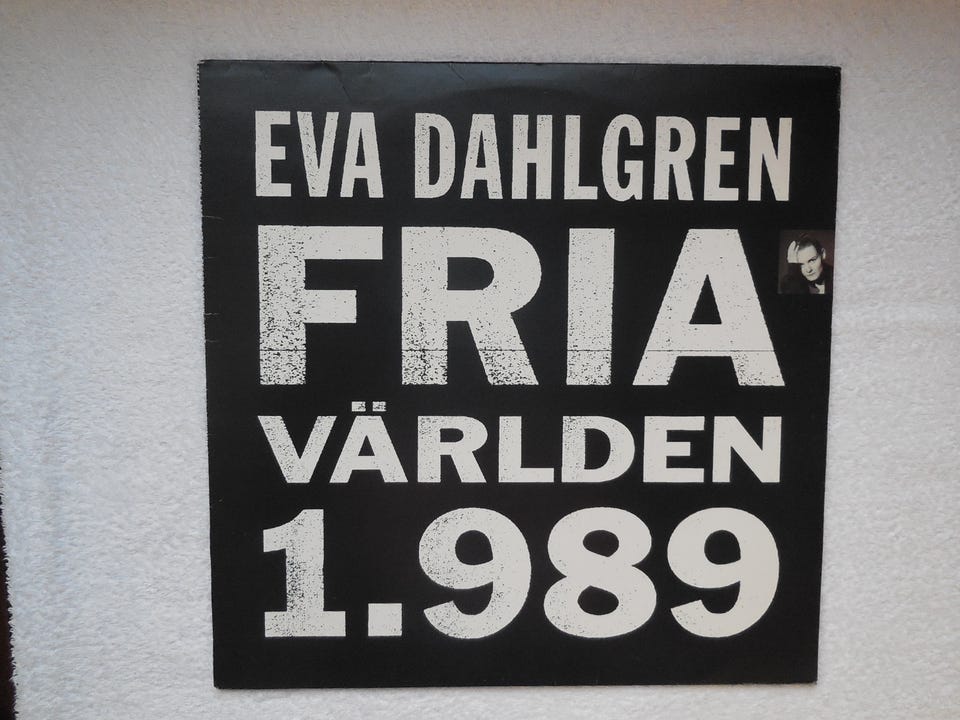 EVA DAHLGREN
FRIA
VÄRLDEN
1.989